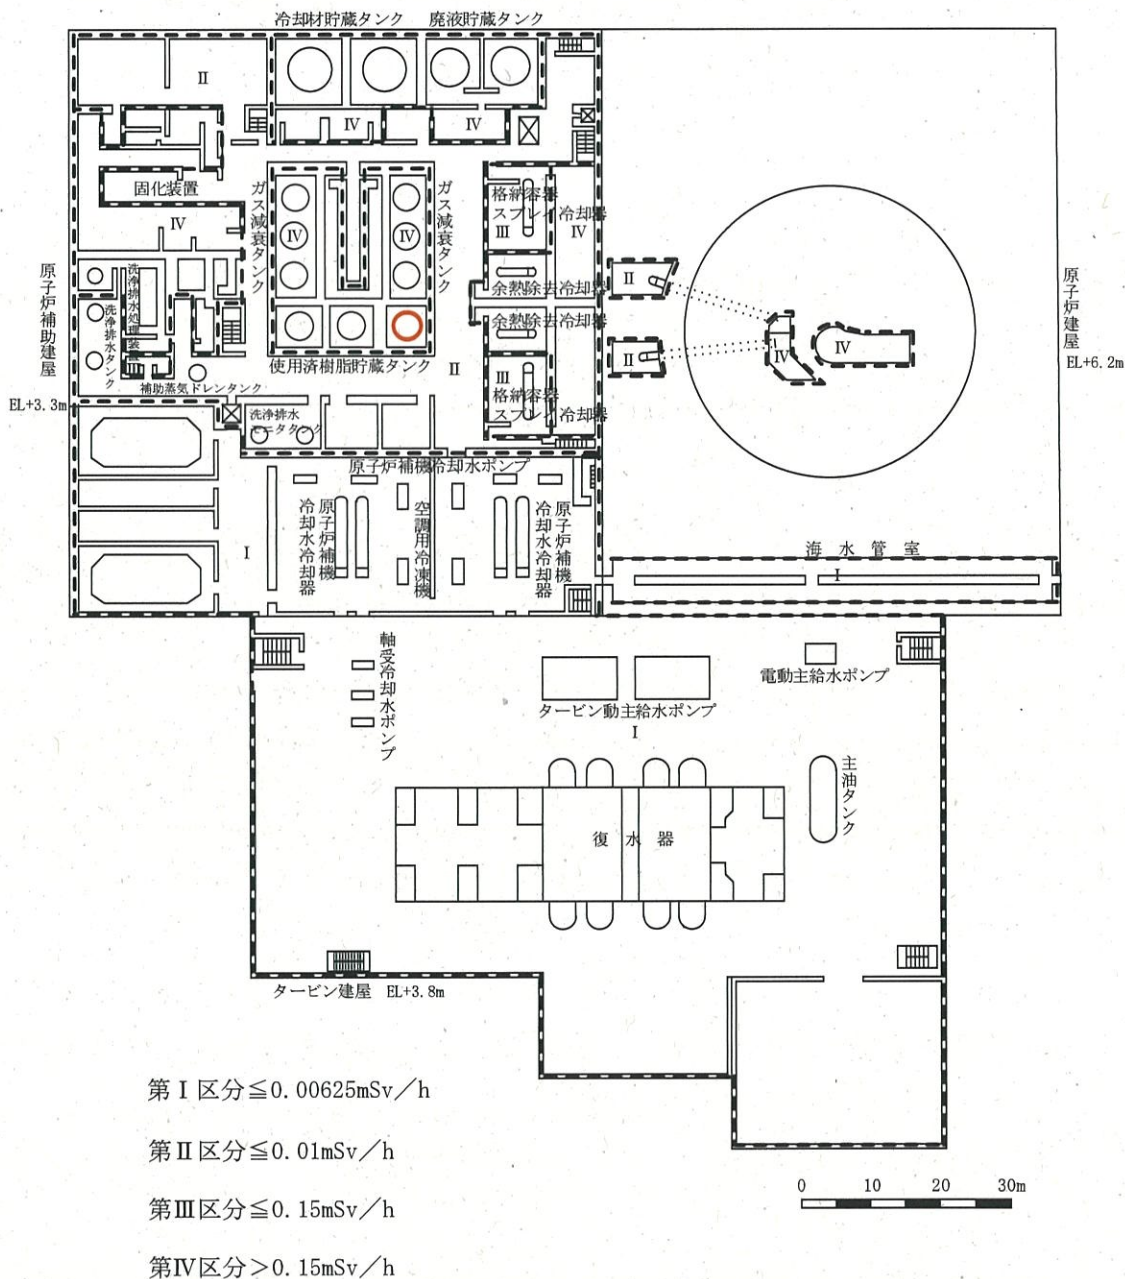 冷却材貯蔵タンク
廃液貯蔵タンク
Ⅱ
Ⅳ
Ⅳ
固化装置
Ⅳ
ガス減衰タンク
Ⅳ
Ⅳ
ガス減衰タンク
格納容器
スプレイ冷却器
Ⅲ
Ⅳ
余熱除去冷却器
余熱除去冷却器
Ⅲ
格納容器
スプレイ冷却器
Ⅱ
原子炉補助建屋
EL+3.3m
洗浄排水処理装置
洗浄排水タンク
補助蒸気ドレンタンク
使用済樹脂貯蔵タンク
洗浄排水
モニタタンク
原子炉補機冷却水ポンプ
Ⅰ
原子炉補機
冷却水冷却器
空調用冷凍機
原子炉補機
冷却水冷却器
Ⅱ
Ⅱ
Ⅳ
Ⅳ
原子炉建屋
EL+6.2m
海水管室
Ⅰ
軸受冷却水ポンプ
タービン動主給水ポンプ
Ⅰ
電動主給水ポンプ
主油タンク
復水器
タービン建屋 EL+3.8m
第Ⅰ区分≦0.00625mSv／h
第Ⅱ区分≦0.01mSv／h
第Ⅲ区分≦0.15mSv／h
第Ⅳ区分＞0.15mSv／h
0 10 20 30m